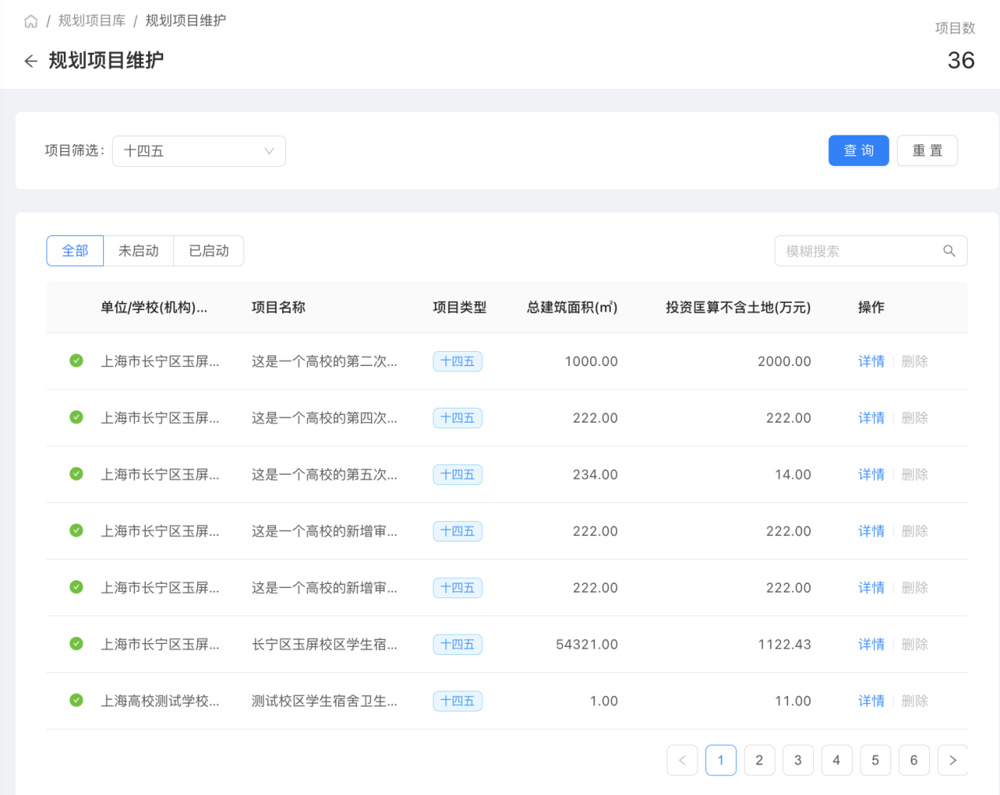 / 规划项目库 / 规划项目维护
项目数
← 规划项目维护
36
项目筛选: 十四五
查 询 重 置
全部 未启动 已启动 模糊搜索
单位/学校(机构)... 项目名称 项目类型 总建筑面积(㎡) 投资匡算不含土地(万元) 操作
上海市长宁区玉屏... 这是一个高校的第二次... 十四五 1000.00 2000.00 详情 删除
上海市长宁区玉屏... 这是一个高校的第四次... 十四五 222.00 222.00 详情 删除
上海市长宁区玉屏... 这是一个高校的第五次... 十四五 234.00 14.00 详情 删除
上海市长宁区玉屏... 这是一个高校的新增审... 十四五 222.00 222.00 详情 删除
上海市长宁区玉屏... 这是一个高校的新增审... 十四五 222.00 222.00 详情 删除
上海市长宁区玉屏... 长宁区玉屏校区学生宿... 十四五 54321.00 1122.43 详情 删除
上海高校测试学校... 测试校区学生宿舍卫生... 十四五 1.00 11.00 详情 删除
< 1 2 3 4 5 6 >